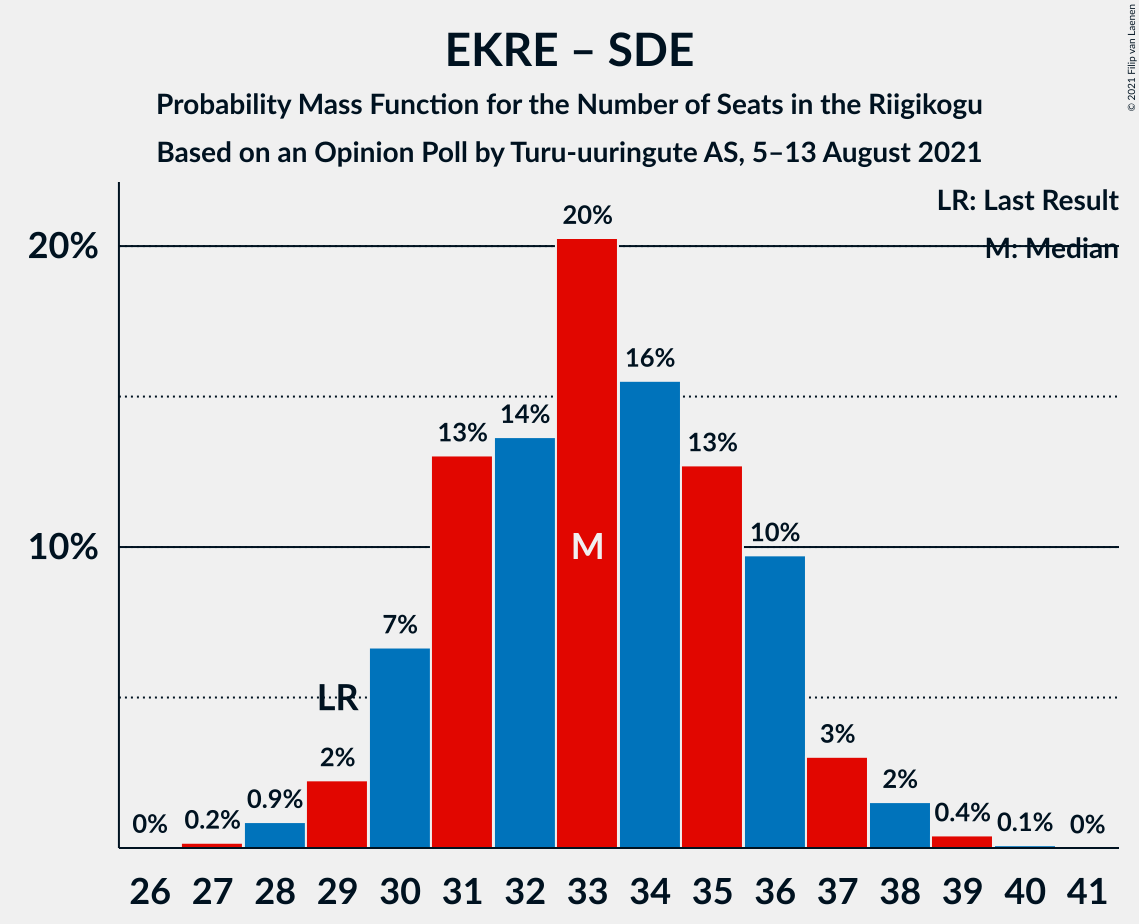 EKRE – SDE
Probability Mass Function for the Number of Seats in the Riigikogu
Based on an Opinion Poll by Turu-uuringute AS, 5–13 August 2021
© 2021 Filip van Laenen
LR: Last Result
M: Median
20%
10%
0%
0.2%
0.9%
2%
7%
13%
14%
20%
16%
13%
10%
3%
2%
0.4%
0.1%
0%
LR
M
26 27 28 29 30 31 32 33 34 35 36 37 38 39 40 41